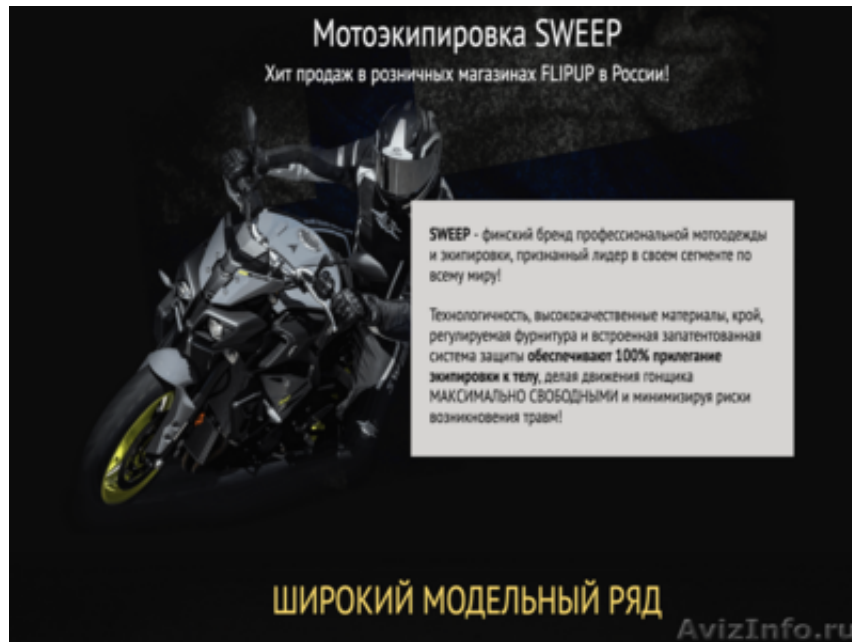 Мотоэкипировка SWEEP
Хит продаж в розничных магазинах FLIPUP в России!
SWEEP - финский бренд профессиональной мотоодежды
и экипировки, признанный лидер в своем сегменте по
всему миру!
Технологичность, высококачественные материалы, крой,
регулируемая фурнитура и встроенная запатентованная
система защиты обеспечивают 100% прилегание
экипировки к телу, делая движения гонщика
МАКСИМАЛЬНО СВОБОДНЫМИ и минимизируя риски
возникновения травм!
ШИРОКИЙ МОДЕЛЬНЫЙ РЯД
AvizInfo.ru